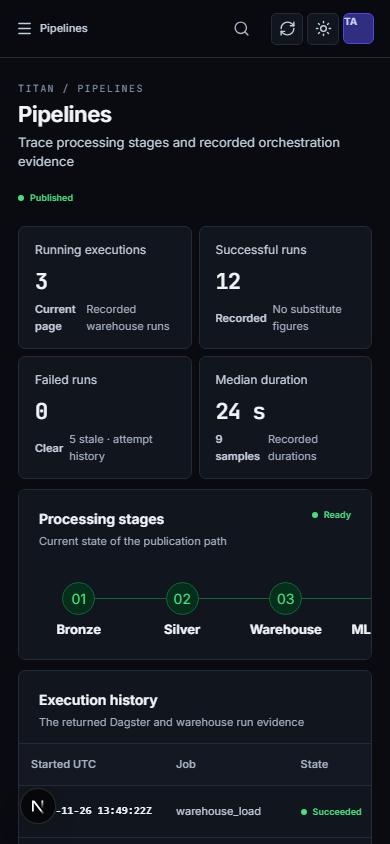 Pipelines
TA
TITAN / PIPELINES
Pipelines
Trace processing stages and recorded orchestration
evidence
Published
Running executions
3
Current page
Recorded warehouse runs
Successful runs
12
Recorded
No substitute figures
Failed runs
0
Clear
5 stale · attempt history
Median duration
24 s
9 samples
Recorded durations
Processing stages
Ready
Current state of the publication path
01
02
03
Bronze
Silver
Warehouse
ML
Execution history
The returned Dagster and warehouse run evidence
Started UTC
Job
State
N
-11-26 13:49:22Z
warehouse_load
Succeeded